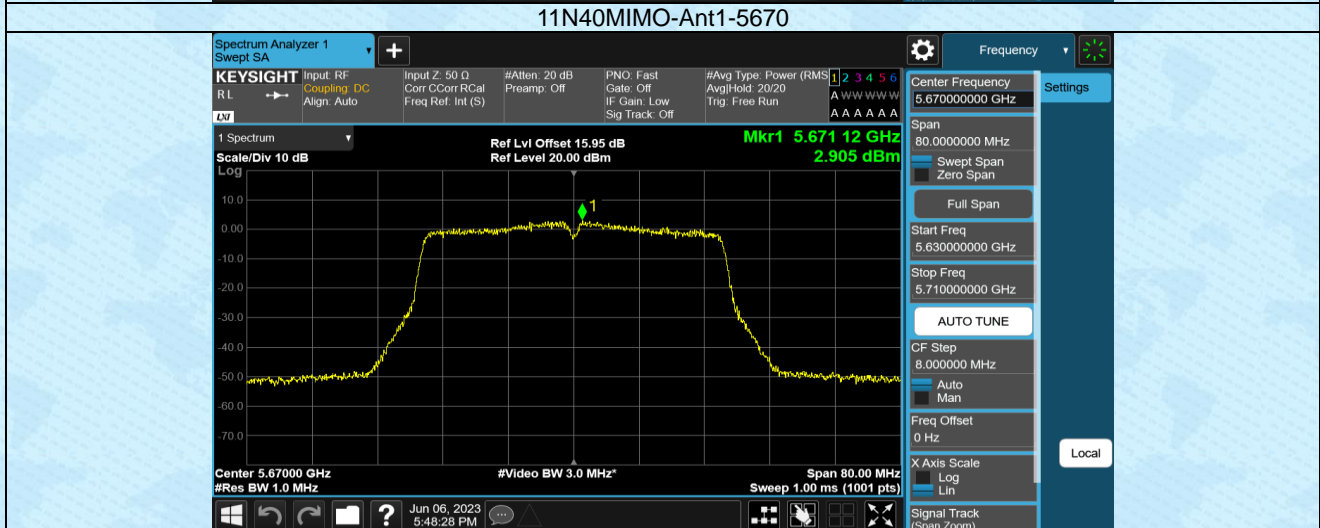 11N40MIMO-Ant1-5670
Spectrum Analyzer 1
Swept SA
Frequency
KEYSIGHT
R L
LXI
Input: RF
Coupling: DC
Align: Auto
Input Z: 50 Ω
Corr CCorr RCal
Freq Ref: Int (S)
#Atten: 20 dB
Preamp: Off
PNO: Fast
Gate: Off
IF Gain: Low
Sig Track: Off
#Avg Type: Power (RMS
Avg|Hold: 20/20
Trig: Free Run
1 2 3 4 5 6
A W W W W W
A A A A A A
1 Spectrum
Scale/Div 10 dB
Log
Ref Lvl Offset 15.95 dB
Ref Level 20.00 dBm
Mkr1 5.671 12 GHz
2.905 dBm
10.0
0.00
-10.0
-20.0
-30.0
-40.0
-50.0
-60.0
-70.0
1
Center 5.67000 GHz
#Res BW 1.0 MHz
#Video BW 3.0 MHz*
Span 80.00 MHz
Sweep 1.00 ms (1001 pts)
Center Frequency
5.670000000 GHz
Settings
Span
80.0000000 MHz
Swept Span
Zero Span
Full Span
Start Freq
5.630000000 GHz
Stop Freq
5.710000000 GHz
AUTO TUNE
CF Step
8.000000 MHz
Auto
Man
Freq Offset
0 Hz
X Axis Scale
Log
Lin
Local
Signal Track
(Span Zoom)
?
Jun 06, 2023
5:48:28 PM